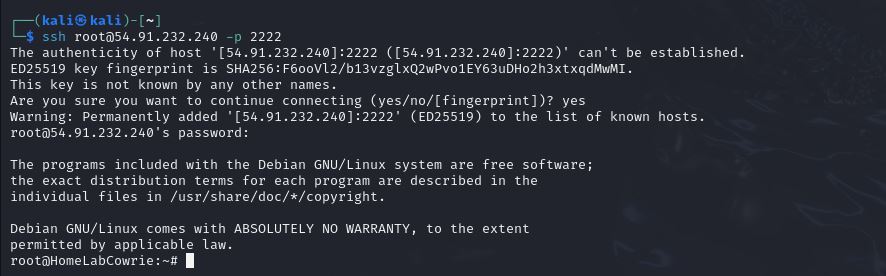 ┌──(kali㉿kali)-[~]
└─$ ssh root@54.91.232.240 -p 2222
The authenticity of host '[54.91.232.240]:2222 ([54.91.232.240]:2222)' can't be established.
ED25519 key fingerprint is SHA256:F6ooVl2/b13vzglxQ2wPvo1EY63uDHo2h3xtxqdMwMI.
This key is not known by any other names.
Are you sure you want to continue connecting (yes/no/[fingerprint])? yes
Warning: Permanently added '[54.91.232.240]:2222' (ED25519) to the list of known hosts.
root@54.91.232.240's password:
The programs included with the Debian GNU/Linux system are free software;
the exact distribution terms for each program are described in the
individual files in /usr/share/doc/*/copyright.
Debian GNU/Linux comes with ABSOLUTELY NO WARRANTY, to the extent
permitted by applicable law.
root@HomeLabCowrie:~#